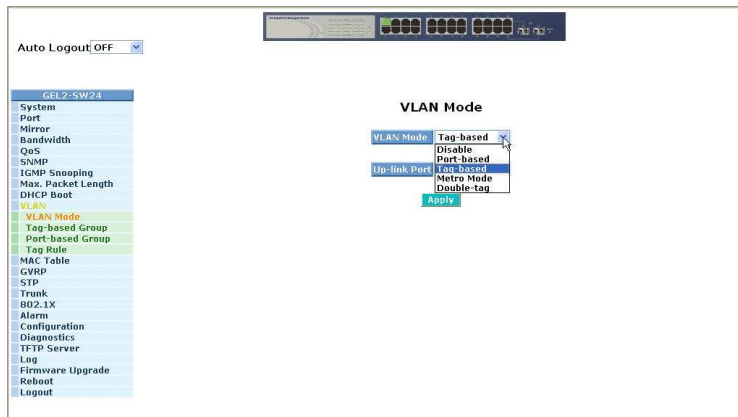 Auto Logout OFF
GEL2-SW24
System
Port
Mirror
Bandwidth
QoS
SNMP
IGMP Snooping
Max. Packet Length
DHCP Boot
VLAN
VLAN Mode
Tag-based Group
Port-based Group
Tag Rule
MAC Table
GVRP
STP
Trunk
802.1X
Alarm
Configuration
Diagnostics
TFTP Server
Log
Firmware Upgrade
Reboot
Logout
VLAN Mode
VLAN Mode Tag-based
Disable
Port-based
Up-link Port Tag-based
Metro Mode
Double-tag
Apply